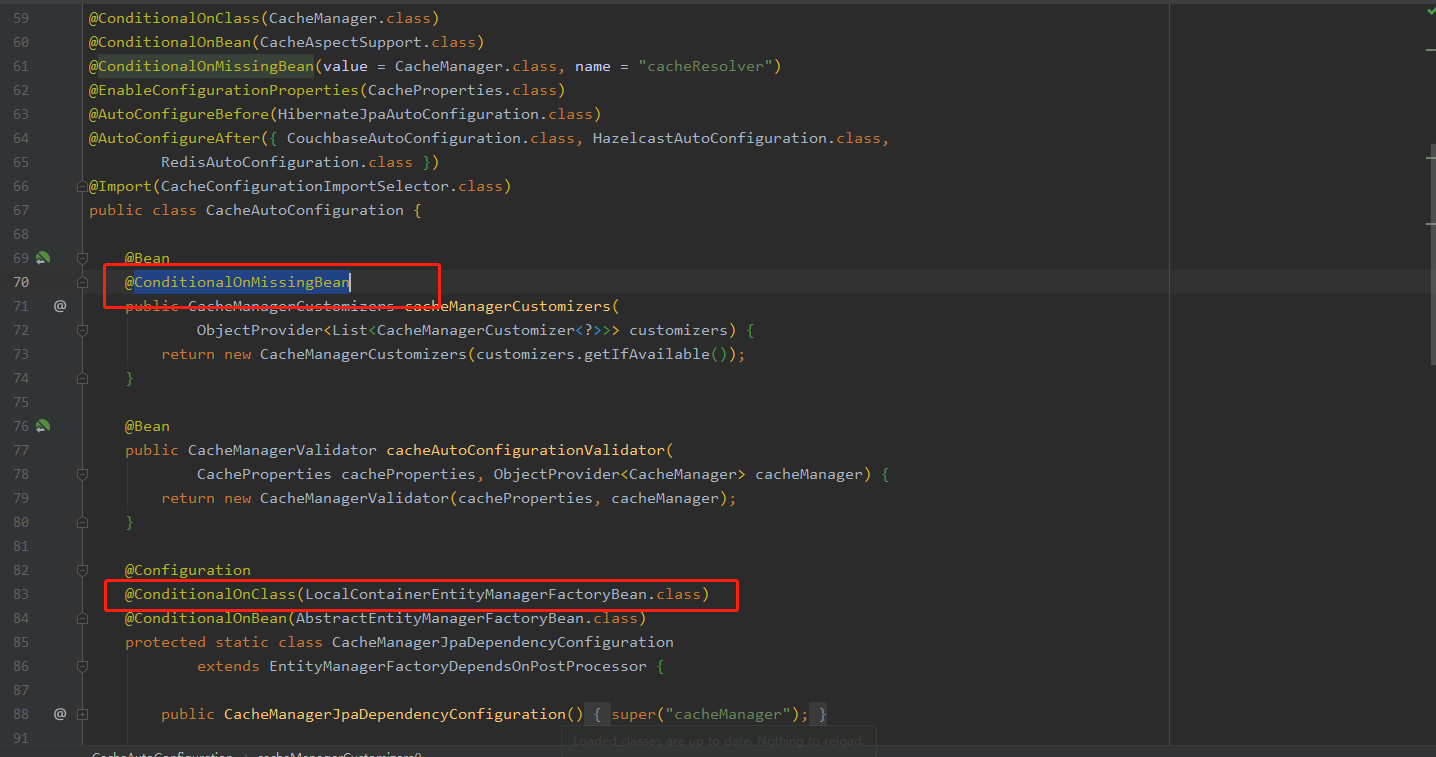 59 @ConditionalOnClass(CacheManager.class)
60 @ConditionalOnBean(CacheAspectSupport.class)
61 @ConditionalOnMissingBean(value = CacheManager.class, name = "cacheResolver")
62 @EnableConfigurationProperties(CacheProperties.class)
63 @AutoConfigureBefore(HibernateJpaAutoConfiguration.class)
64 @AutoConfigureAfter({ CouchbaseAutoConfiguration.class, HazelcastAutoConfiguration.class,
65 RedisAutoConfiguration.class })
66 @Import(CacheConfigurationImportSelector.class)
67 public class CacheAutoConfiguration {
68
69 @Bean
70 @ConditionalOnMissingBean
71 @ public CacheManagerCustomizers cacheManagerCustomizers(
72 ObjectProvider<List<CacheManagerCustomizer<?>>> customizers) {
73 return new CacheManagerCustomizers(customizers.getIfAvailable());
74 }
75
76 @Bean
77 public CacheManagerValidator cacheAutoConfigurationValidator(
78 CacheProperties cacheProperties, ObjectProvider<CacheManager> cacheManager) {
79 return new CacheManagerValidator(cacheProperties, cacheManager);
80 }
81
82 @Configuration
83 @ConditionalOnClass(LocalContainerEntityManagerFactoryBean.class)
84 @ConditionalOnBean(AbstractEntityManagerFactoryBean.class)
85 protected static class CacheManagerJpaDependencyConfiguration
86 extends EntityManagerFactoryDependsOnPostProcessor {
87
88 @ public CacheManagerJpaDependencyConfiguration() { super("cacheManager"); }
91
Loaded classes are up to date. Nothing to reload.
CacheAutoConfiguration > cacheManagerCustomizers()